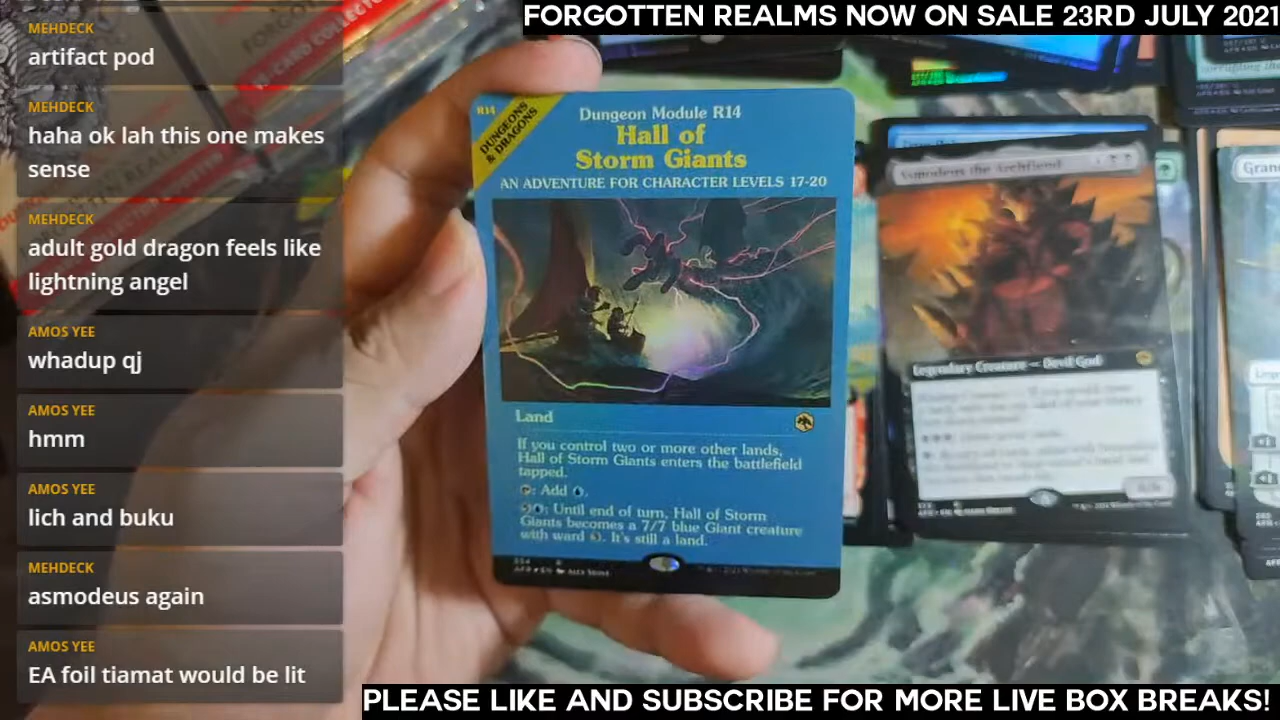 FORGOTTEN REALMS NOW ON SALE 23RD JULY 2021
MEHDECK
artifact pod
MEHDECK
haha ok lah this one makes
sense
MEHDECK
adult gold dragon feels like
lightning angel
AMOS YEE
whadup qj
AMOS YEE
hmm
AMOS YEE
lich and buku
MEHDECK
asmodeus again
AMOS YEE
EA foil tiamat would be lit
R14
DUNGEONS
& DRAGONS
Dungeon Module R14
Hall of
Storm Giants
AN ADVENTURE FOR CHARACTER LEVELS 17-20
Land
If you control two or more other lands,
Hall of Storm Giants enters the battlefield
tapped.
: Add .
: Until end of turn, Hall of Storm
Giants becomes a 7/7 blue Giant creature
with ward 3. It's still a land.
Asmodeus the Archfiend
Legendary Creature — Devil God
Gran
PLEASE LIKE AND SUBSCRIBE FOR MORE LIVE BOX BREAKS!